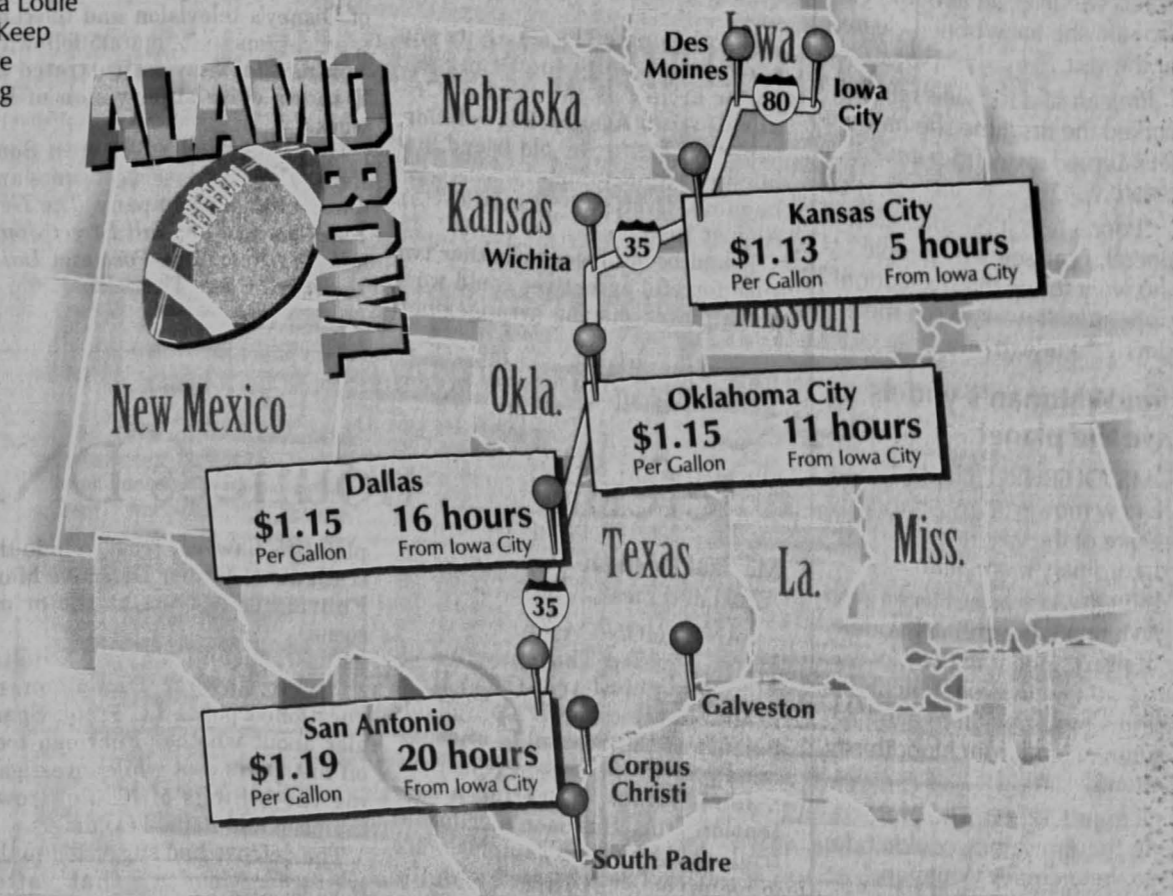 a Louie
Keep
ALAMO
BOWL
Nebraska
Iowa
Des
Moines
80
Iowa
City
Kansas
Wichita
35
Kansas City
$1.13 5 hours
Per Gallon From Iowa City
Missouri
New Mexico
Okla.
Oklahoma City
$1.15 11 hours
Per Gallon From Iowa City
Dallas
$1.15 16 hours
Per Gallon From Iowa City
Texas
La.
Miss.
35
San Antonio
$1.19 20 hours
Per Gallon From Iowa City
Galveston
Corpus
Christi
South Padre